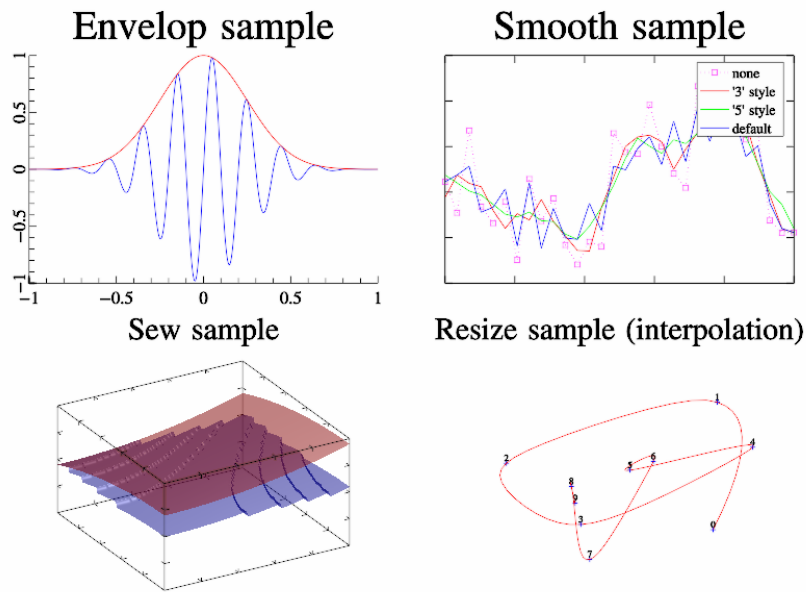 Envelop sample
Smooth sample
1
0.5
0
−0.5
−1
−1
−0.5
0
0.5
1
none
'3' style
'5' style
default
Sew sample
Resize sample (interpolation)
1
2
4
6
5
8
9
3
0
7